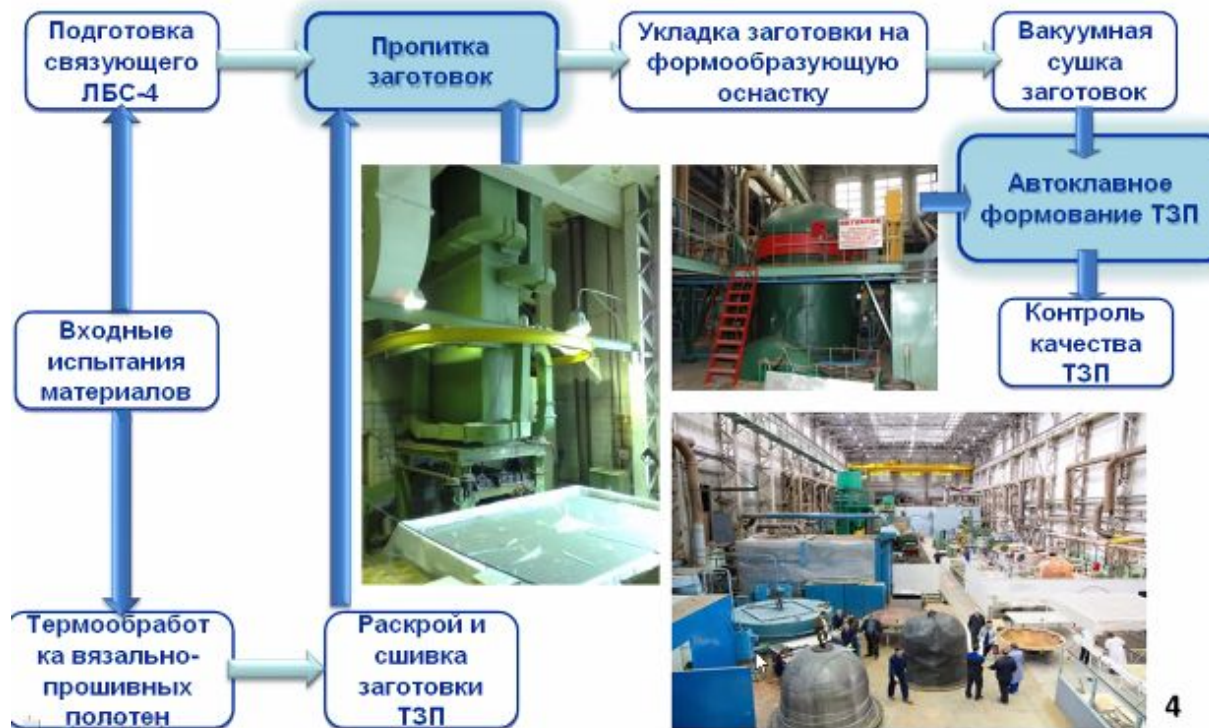 Подготовка
связующего
ЛБС-4
Пропитка
заготовок
Укладка заготовки на
формообразующую
оснастку
Вакуумная
сушка
заготовок
Автоклавное
формование ТЗП
Входные
испытания
материалов
Контроль
качества
ТЗП
Термообработ
ка вязально-
прошивных
полотен
Раскрой и
сшивка
заготовки
ТЗП
4